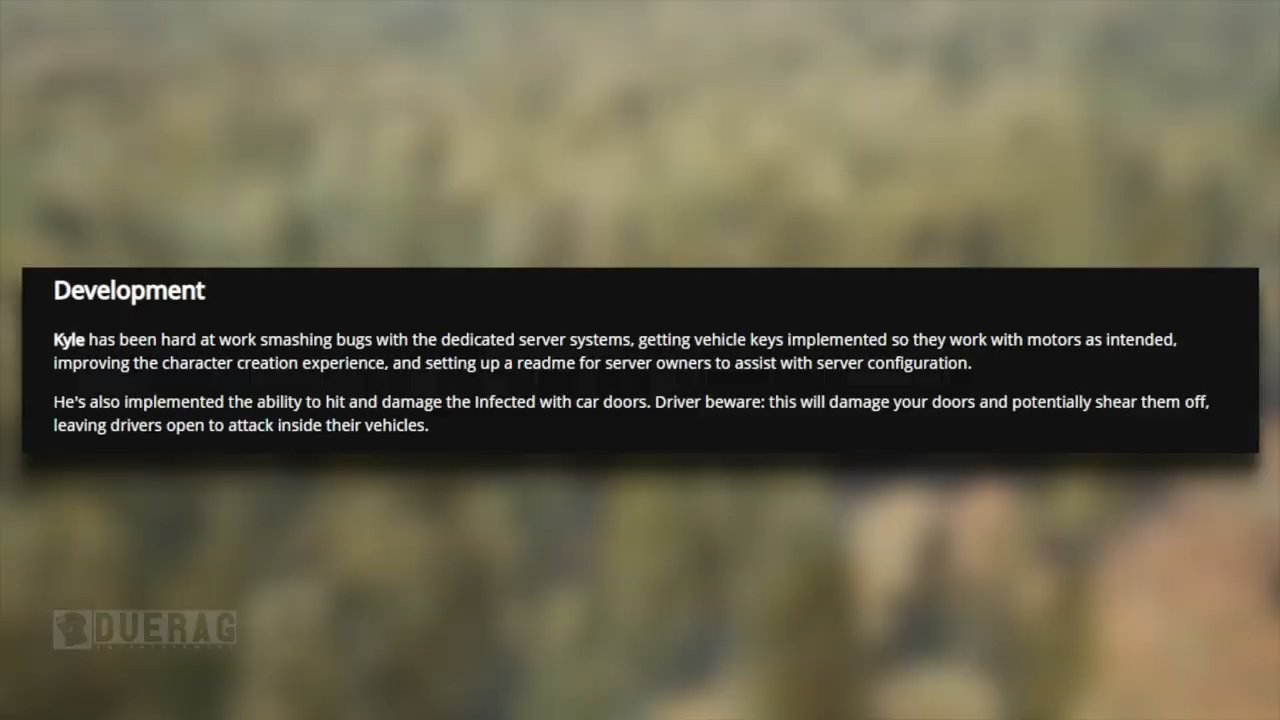 Development
Kyle has been hard at work smashing bugs with the dedicated server systems, getting vehicle keys implemented so they work with motors as intended,
improving the character creation experience, and setting up a readme for server owners to assist with server configuration.
He's also implemented the ability to hit and damage the Infected with car doors. Driver beware: this will damage your doors and potentially shear them off,
leaving drivers open to attack inside their vehicles.
DUERAG
ENTERTAINMENT